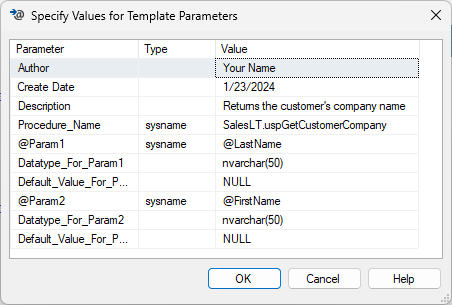 Specify Values for Template Parameters
Parameter Type Value
Author Your Name
Create Date 1/23/2024
Description Returns the customer's company name
Procedure_Name sysname SalesLT.uspGetCustomerCompany
@Param1 sysname @LastName
Datatype_For_Param1 nvarchar(50)
Default_Value_For_P... NULL
@Param2 sysname @FirstName
Datatype_For_Param2 nvarchar(50)
Default_Value_For_P... NULL
OK Cancel Help